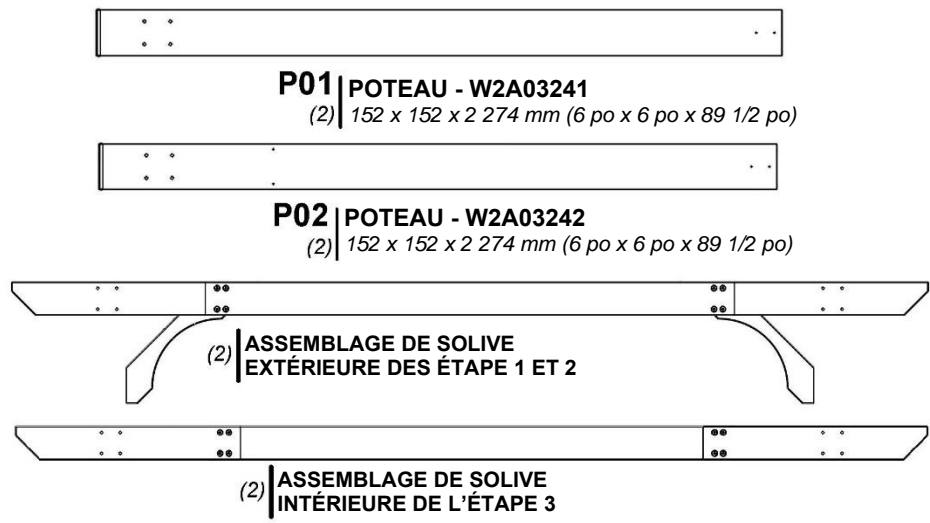 P01 POTEAU - W2A03241
(2) 152 x 152 x 2 274 mm (6 po x 6 po x 89 1/2 po)
P02 POTEAU - W2A03242
(2) 152 x 152 x 2 274 mm (6 po x 6 po x 89 1/2 po)
(2) ASSEMBLAGE DE SOLIVE
EXTÉRIEURE DES ÉTAPE 1 ET 2
(2) ASSEMBLAGE DE SOLIVE
INTÉRIEURE DE L'ÉTAPE 3